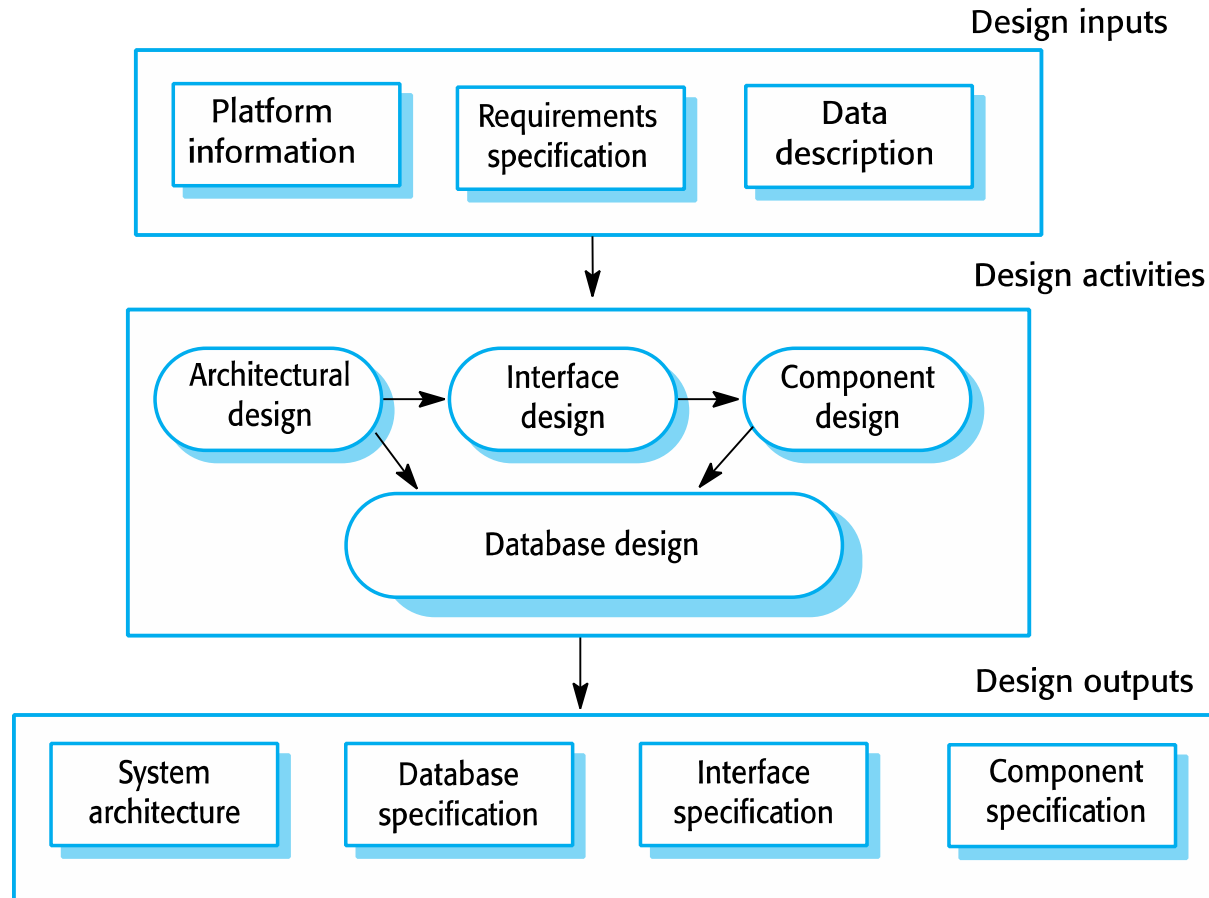 Design inputs
Platform
information
Requirements
specification
Data
description
Design activities
Architectural
design
Interface
design
Component
design
Database design
Design outputs
System
architecture
Database
specification
Interface
specification
Component
specification